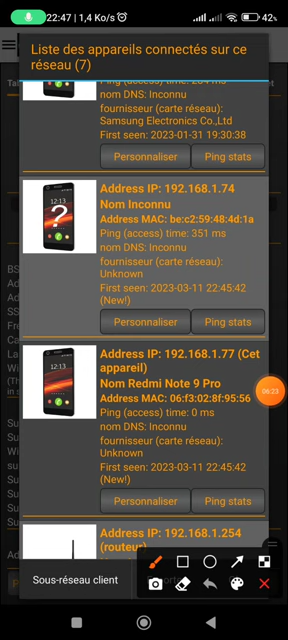 22:47 | 1,4 Ko/s
42%
Liste des appareils connectés sur ce
réseau (7)
nom DNS: Inconnu
fournisseur (carte réseau):
Samsung Electronics Co.,Ltd
First seen: 2023-01-31 19:30:38
Personnaliser
Ping stats
12:13
?
Address IP: 192.168.1.74
Nom Inconnu
Address MAC: be:c2:59:48:4d:1a
Ping (access) time: 351 ms
nom DNS: Inconnu
fournisseur (carte réseau):
Unknown
First seen: 2023-03-11 22:45:42
(New!)
Personnaliser
Ping stats
12:13
Address IP: 192.168.1.77 (Cet
appareil)
Nom Redmi Note 9 Pro
Address MAC: 06:f3:02:8f:95:56
Ping (access) time: 0 ms
nom DNS: Inconnu
fournisseur (carte réseau):
Unknown
First seen: 2023-03-11 22:45:42
(New!)
Personnaliser
Ping stats
06:23
Address IP: 192.168.1.254
(routeur)
Sous-réseau client